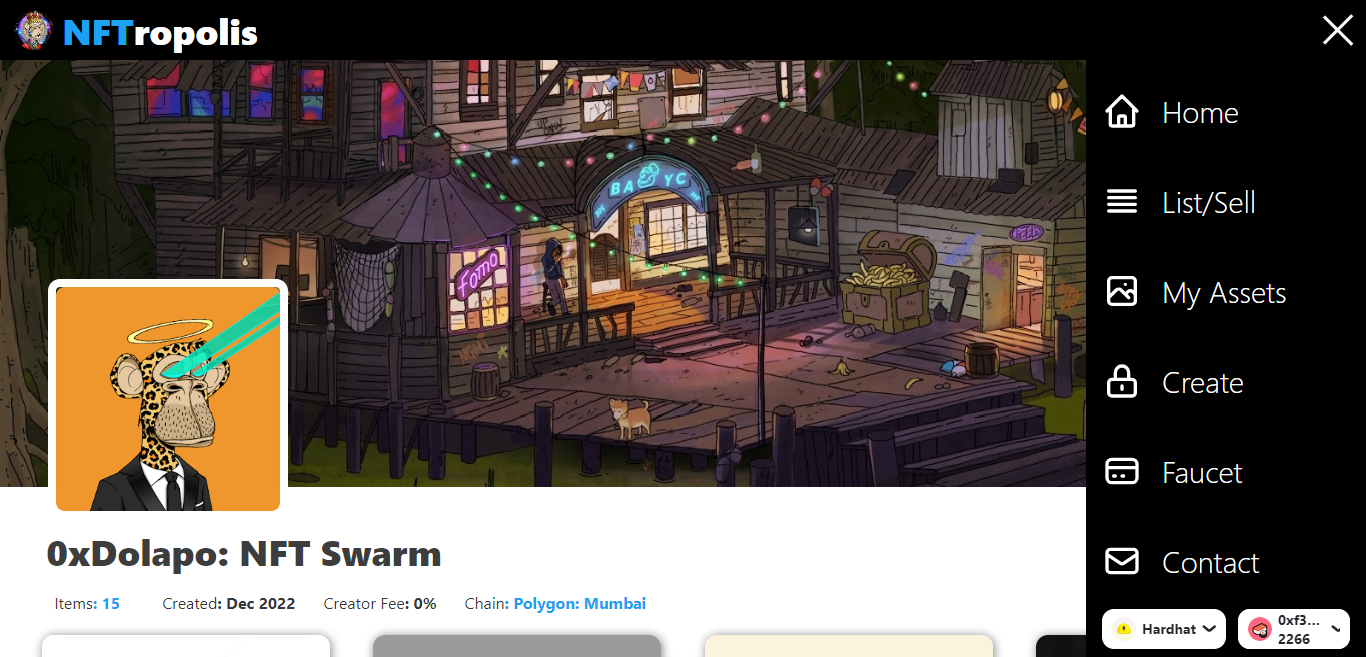 NFTropolis
Home
List/Sell
My Assets
Create
Faucet
Contact
BAYC
Fomo
FEED
0xDolapo: NFT Swarm
Items: 15 Created: Dec 2022 Creator Fee: 0% Chain: Polygon: Mumbai
Hardhat
0xf3...
2266